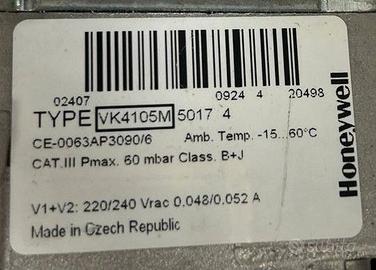 02407 0924 4 20498
TYPE VK4105M 5017 4
CE-0063AP3090/6 Amb. Temp. -15...60°C
CAT.III Pmax. 60 mbar Class. B+J
V1+V2: 220/240 Vrac 0.048/0.052 A
Made in Czech Republic
Honeywell
subito